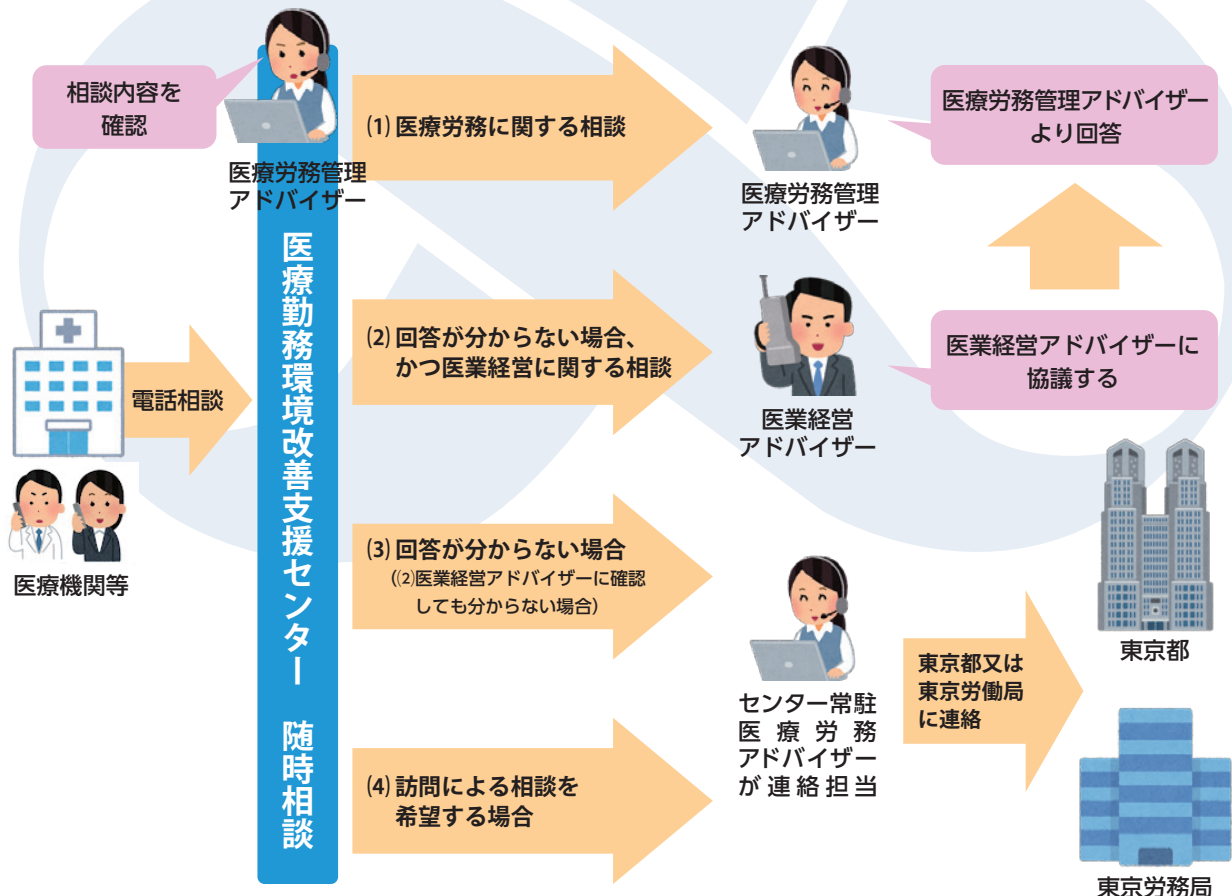 相談内容を
確認
医療労務管理
アドバイザー
医療勤務環境改善支援センター　随時相談
電話相談
医療機関等
(1) 医療労務に関する相談
医療労務管理
アドバイザー
医療労務管理アドバイザー
より回答
(2) 回答が分からない場合、
かつ医業経営に関する相談
医業経営
アドバイザー
医業経営アドバイザーに
協議する
(3) 回答が分からない場合
((2)医業経営アドバイザーに確認
しても分からない場合)
(4) 訪問による相談を
希望する場合
センター常駐
医療労務
アドバイザー
が連絡担当
東京都又は
東京労働局
に連絡
東京都
東京労務局